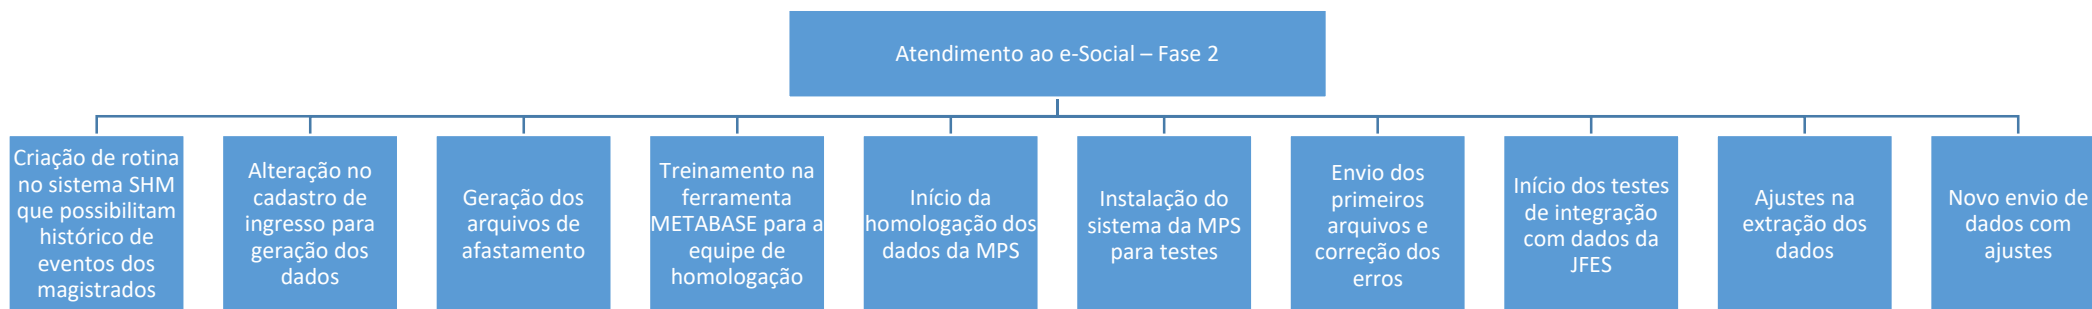 Atendimento ao e-Social – Fase 2
Criação de rotina
no sistema SHM
que possibilitam
histórico de
eventos dos
magistrados
Alteração no
cadastro de
ingresso para
geração dos
dados
Geração dos
arquivos de
afastamento
Treinamento na
ferramenta
METABASE para a
equipe de
homologação
Início da
homologação dos
dados da MPS
Instalação do
sistema da MPS
para testes
Envio dos
primeiros
arquivos e
correção dos
erros
Início dos testes
de integração
com dados da
JFES
Ajustes na
extração dos
dados
Novo envio de
dados com
ajustes